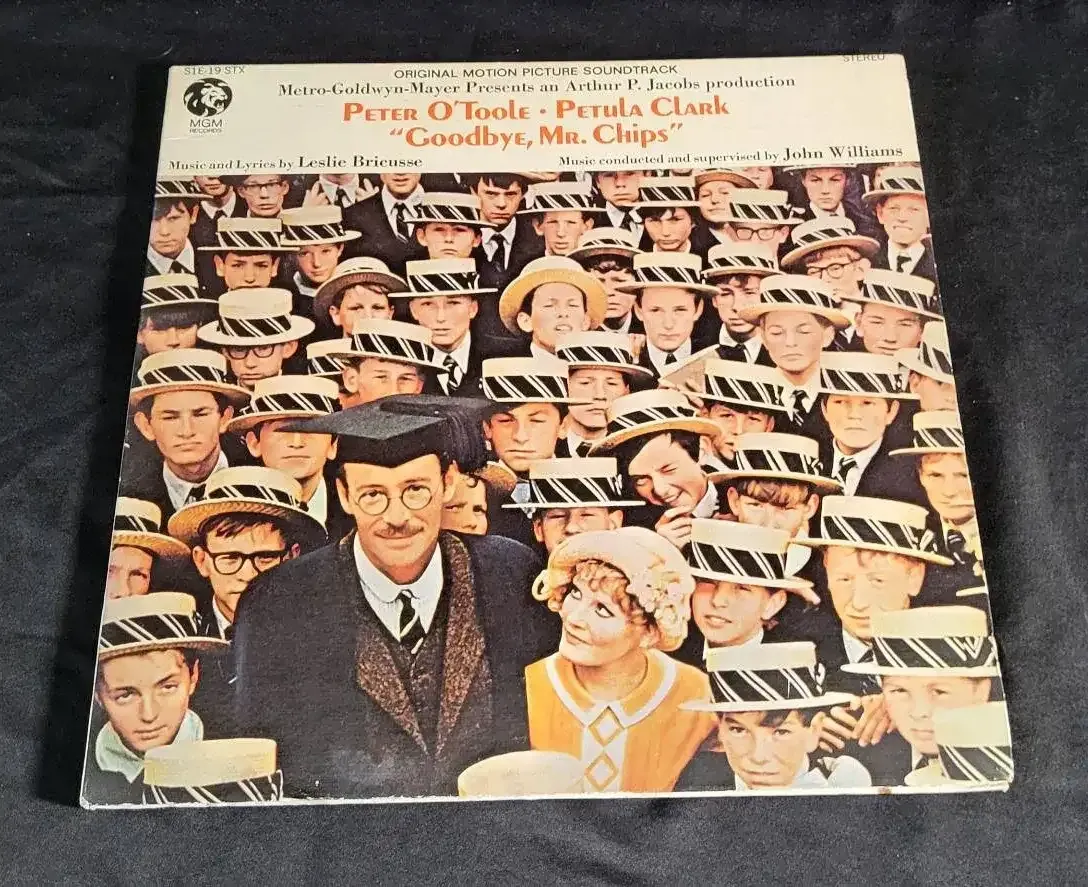 S1E-19 STX
STEREO
ORIGINAL MOTION PICTURE SOUNDTRACK
Metro-Goldwyn-Mayer Presents an Arthur P. Jacobs production
PETER O'TOOLE · PETULA CLARK
"GOODBYE, MR. CHIPS"
MGM
RECORDS
Music and Lyrics by Leslie Bricusse
Music conducted and supervised by John Williams